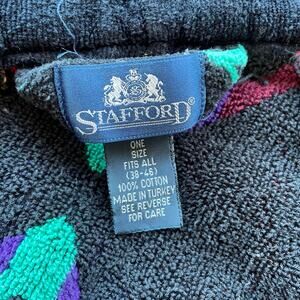 STAFFORD
ONE
SIZE
FITS ALL
(38-46)
100% COTTON
MADE IN TURKEY
SEE REVERSE
FOR CARE